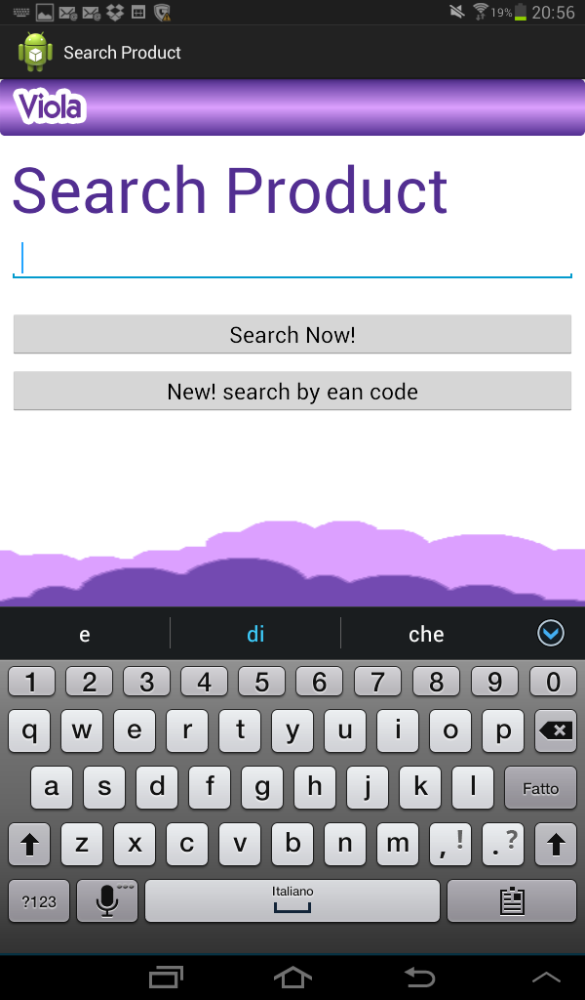 19% 20:56
Search Product
Viola
Search Product
Search Now!
New! search by ean code
e di che
1 2 3 4 5 6 7 8 9 0
q w e r t y u i o p
a s d f g h j k l Fatto
z x c v b n m , ! . ?
?123 Italiano